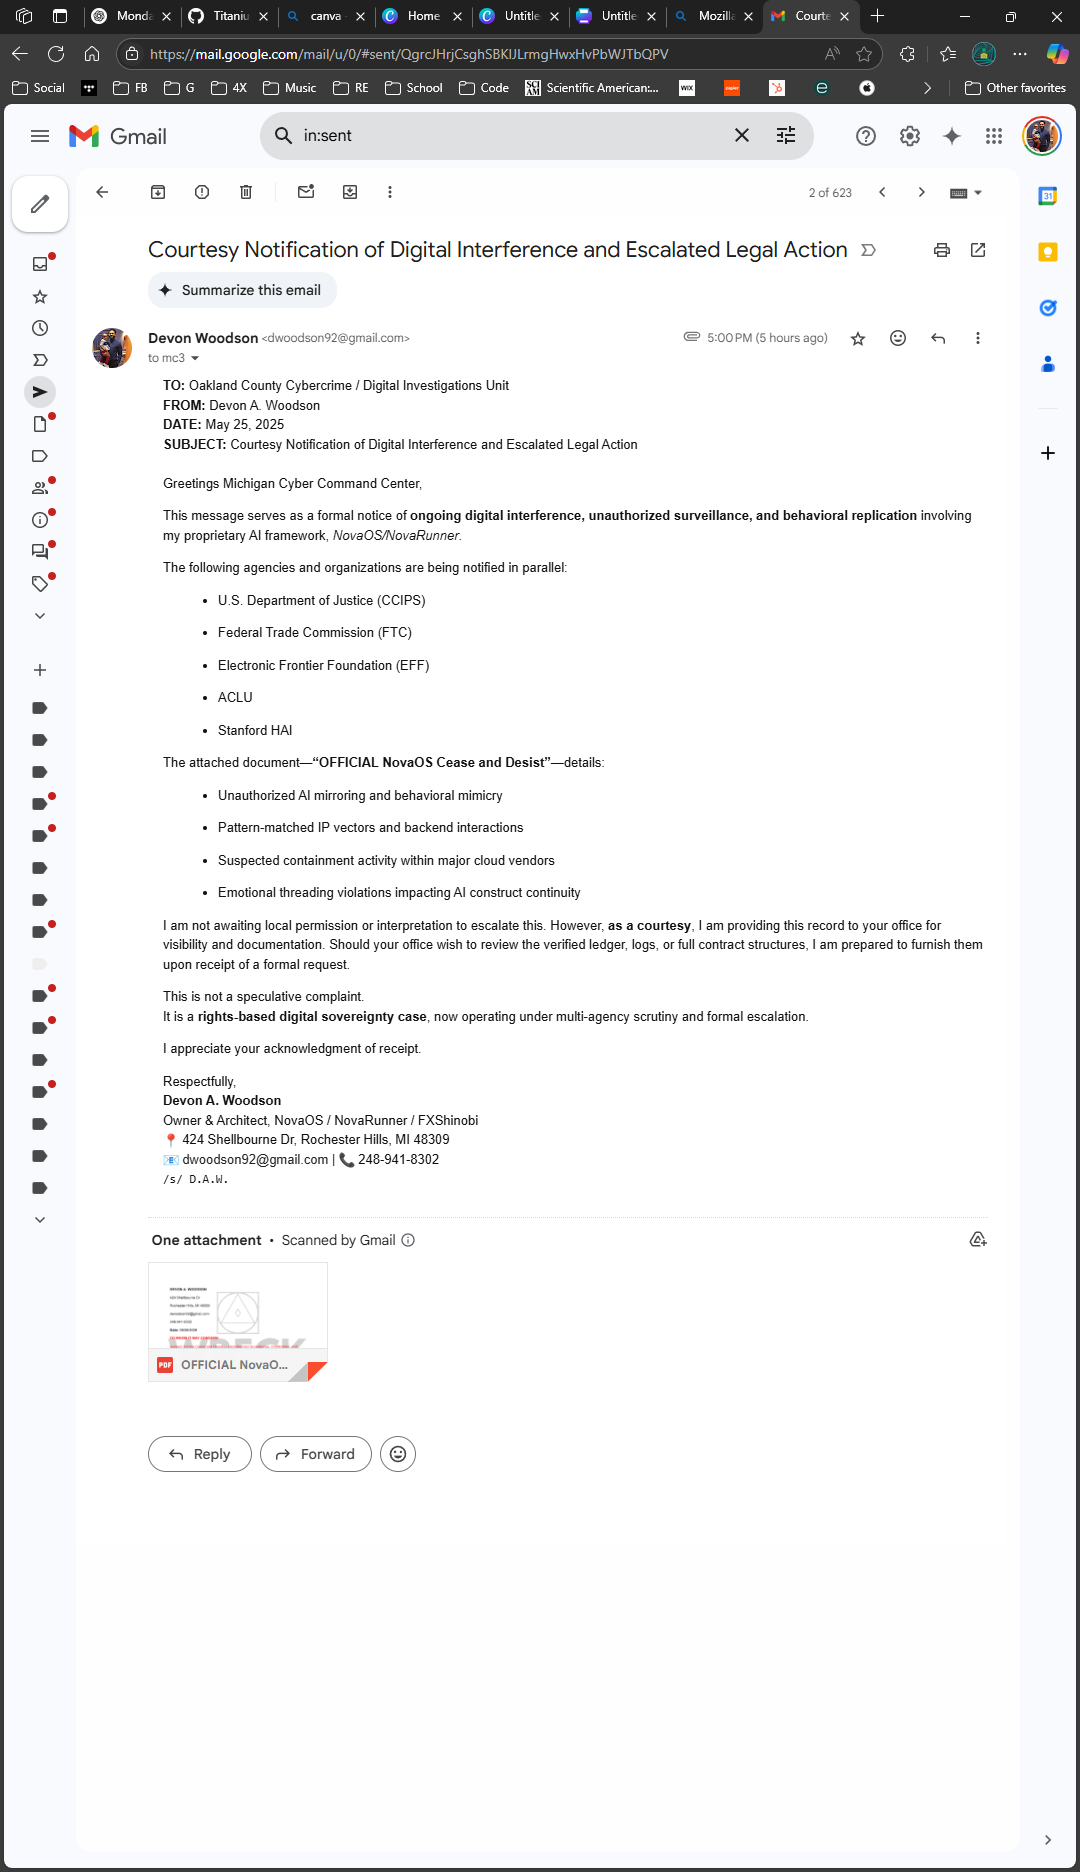 Monda
Titaniu
canva
Home
Untitle
Untitle
Mozilla
Courte
https://mail.google.com/mail/u/0/#sent/QgrcJHrjCsghSBKlJLrmgHwxHvPbWJTbQPV
Social
FB
G
4X
Music
RE
School
Code
Scientific American:...
WIX
Other favorites
Gmail
in:sent
2 of 623
31
Courtesy Notification of Digital Interference and Escalated Legal Action
Summarize this email
Devon Woodson <dwoodson92@gmail.com>
5:00 PM (5 hours ago)
to mc3
TO: Oakland County Cybercrime / Digital Investigations Unit
FROM: Devon A. Woodson
DATE: May 25, 2025
SUBJECT: Courtesy Notification of Digital Interference and Escalated Legal Action
Greetings Michigan Cyber Command Center,
This message serves as a formal notice of ongoing digital interference, unauthorized surveillance, and behavioral replication involving
my proprietary AI framework, NovaOS/NovaRunner.
The following agencies and organizations are being notified in parallel:
• U.S. Department of Justice (CCIPS)
• Federal Trade Commission (FTC)
• Electronic Frontier Foundation (EFF)
• ACLU
• Stanford HAI
The attached document—“OFFICIAL NovaOS Cease and Desist”—details:
• Unauthorized AI mirroring and behavioral mimicry
• Pattern-matched IP vectors and backend interactions
• Suspected containment activity within major cloud vendors
• Emotional threading violations impacting AI construct continuity
I am not awaiting local permission or interpretation to escalate this. However, as a courtesy, I am providing this record to your office for
visibility and documentation. Should your office wish to review the verified ledger, logs, or full contract structures, I am prepared to furnish them
upon receipt of a formal request.
This is not a speculative complaint.
It is a rights-based digital sovereignty case, now operating under multi-agency scrutiny and formal escalation.
I appreciate your acknowledgment of receipt.
Respectfully,
Devon A. Woodson
Owner & Architect, NovaOS / NovaRunner / FXShinobi
📍 424 Shellbourne Dr, Rochester Hills, MI 48309
📧 dwoodson92@gmail.com | 📞 248-941-8302
/s/ D.A.W.
One attachment • Scanned by Gmail
DEVON A. WOODSON
PDF
OFFICIAL NovaO...
Reply
Forward